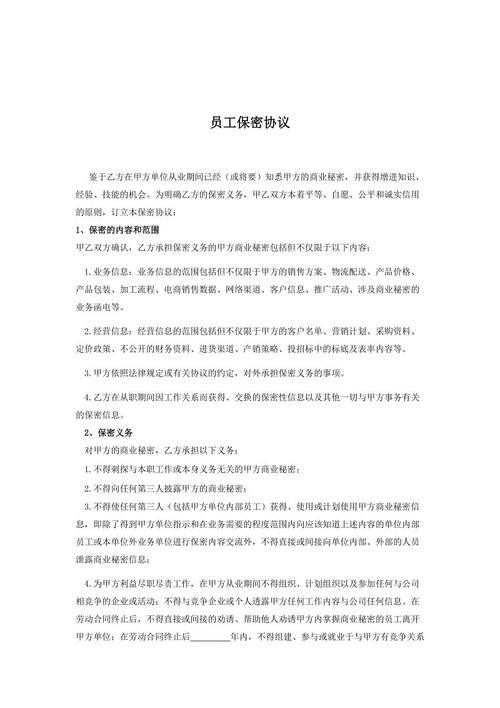 员工保密协议
鉴于乙方在甲方单位从业期间已经（或将要）知悉甲方的商业秘密，并获得增进知识、
经验、技能的机会。为明确乙方的保密义务，甲乙双方本着平等、自愿、公平和诚实信用
的原则，订立本保密协议：
1、保密的内容和范围
甲乙双方确认，乙方承担保密义务的甲方商业秘密包括但不仅限于以下内容：
1.业务信息：业务信息的范围包括但不仅限于甲方的销售方案、物流配送、产品价格、
产品包装、加工流程、电商销售数据、网络渠道、客户信息、推广活动、涉及商业秘密的
业务函电等。
2.经营信息：经营信息的范围包括但不仅限于甲方的客户名单、营销计划、采购资料、
定价政策、不公开的财务资料、进货渠道、产销策略、投招标中的标底及表率内容等。
3.甲方依照法律规定或有关协议的约定，对外承担保密义务的事项。
4.乙方在从职期间因工作关系而获得、交换的保密性信息以及其他一切与甲方事务有关
的保密信息。
2、保密义务
对甲方的商业秘密，乙方承担以下义务：
1.不得刺探与本职工作或本身义务无关的甲方商业秘密；
2.不得向任何第三人披露甲方的商业秘密；
3.不得使任何第三人（包括甲方单位内部员工）获得、使用或计划使用甲方商业秘密信
息，即除了得到甲方单位指示和在业务需要的程度范围内向应该知道上述内容的单位内部
员工或本单位外业务单位进行保密内容交流外，不得直接或间接向单位内部、外部的人员
泄露商业秘密信息；
4.为甲方利益尽职尽责工作，在甲方从业期间不得组织、计划组织以及参加任何与公司
相竞争的企业或活动；不得与竞争企业或个人透露甲方任何工作内容与公司任何信息。在
劳动合同终止后，不得直接或间接的劝诱、帮助他人劝诱甲方内掌握商业秘密的员工离开
甲方单位；在劳动合同终止后________年内，不得组建、参与或就业于与甲方有竞争关系